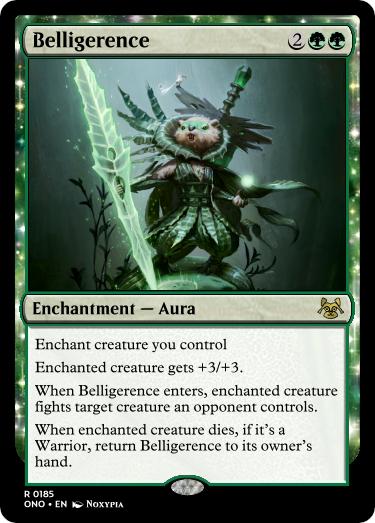 Belligerence 2
Enchantment — Aura
Enchant creature you control
Enchanted creature gets +3/+3.
When Belligerence enters, enchanted creature
fights target creature an opponent controls.
When enchanted creature dies, if it's a
Warrior, return Belligerence to its owner's
hand.
R 0185
ONO • EN Noxypia